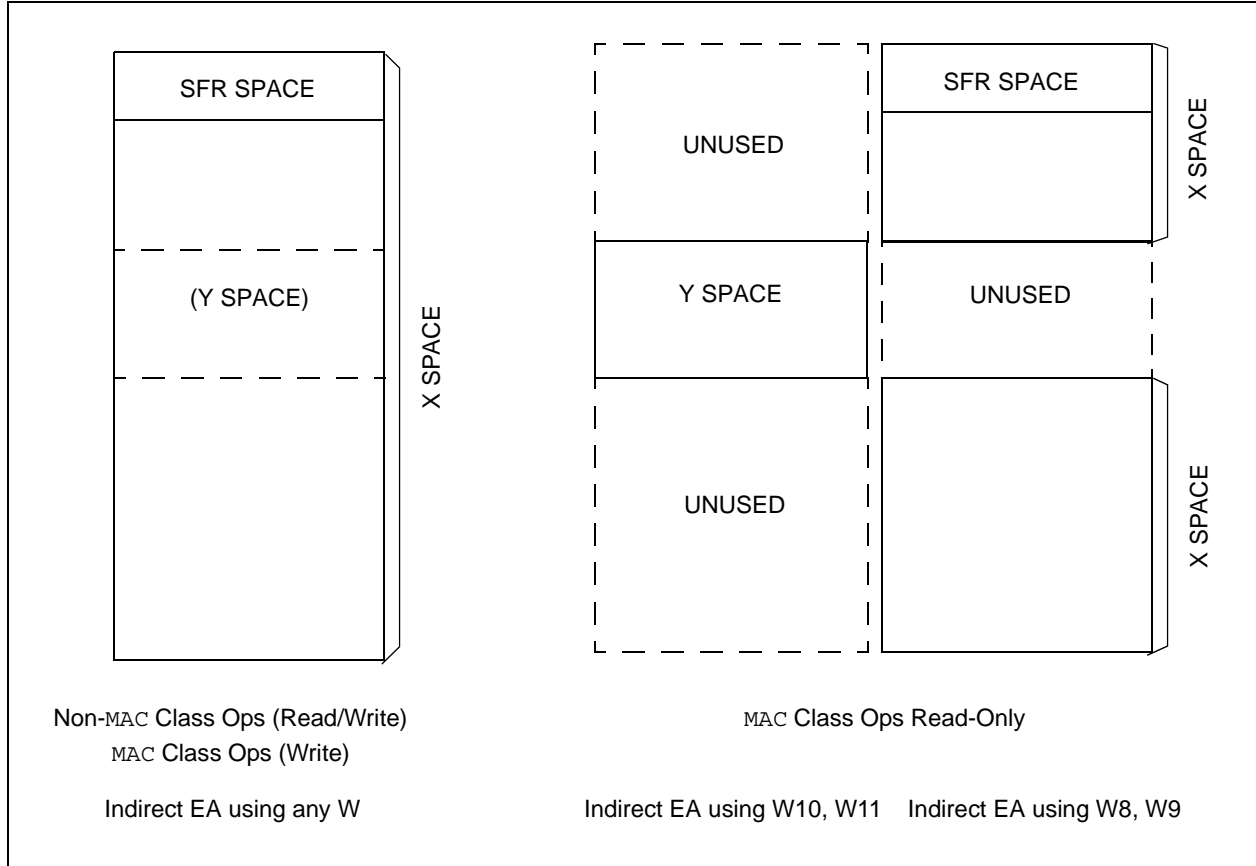 SFR SPACE
(Y SPACE)
X SPACE
Non-MAC Class Ops (Read/Write)
MAC Class Ops (Write)
Indirect EA using any W
UNUSED
Y SPACE
UNUSED
SFR SPACE
X SPACE
UNUSED
X SPACE
MAC Class Ops Read-Only
Indirect EA using W10, W11
Indirect EA using W8, W9